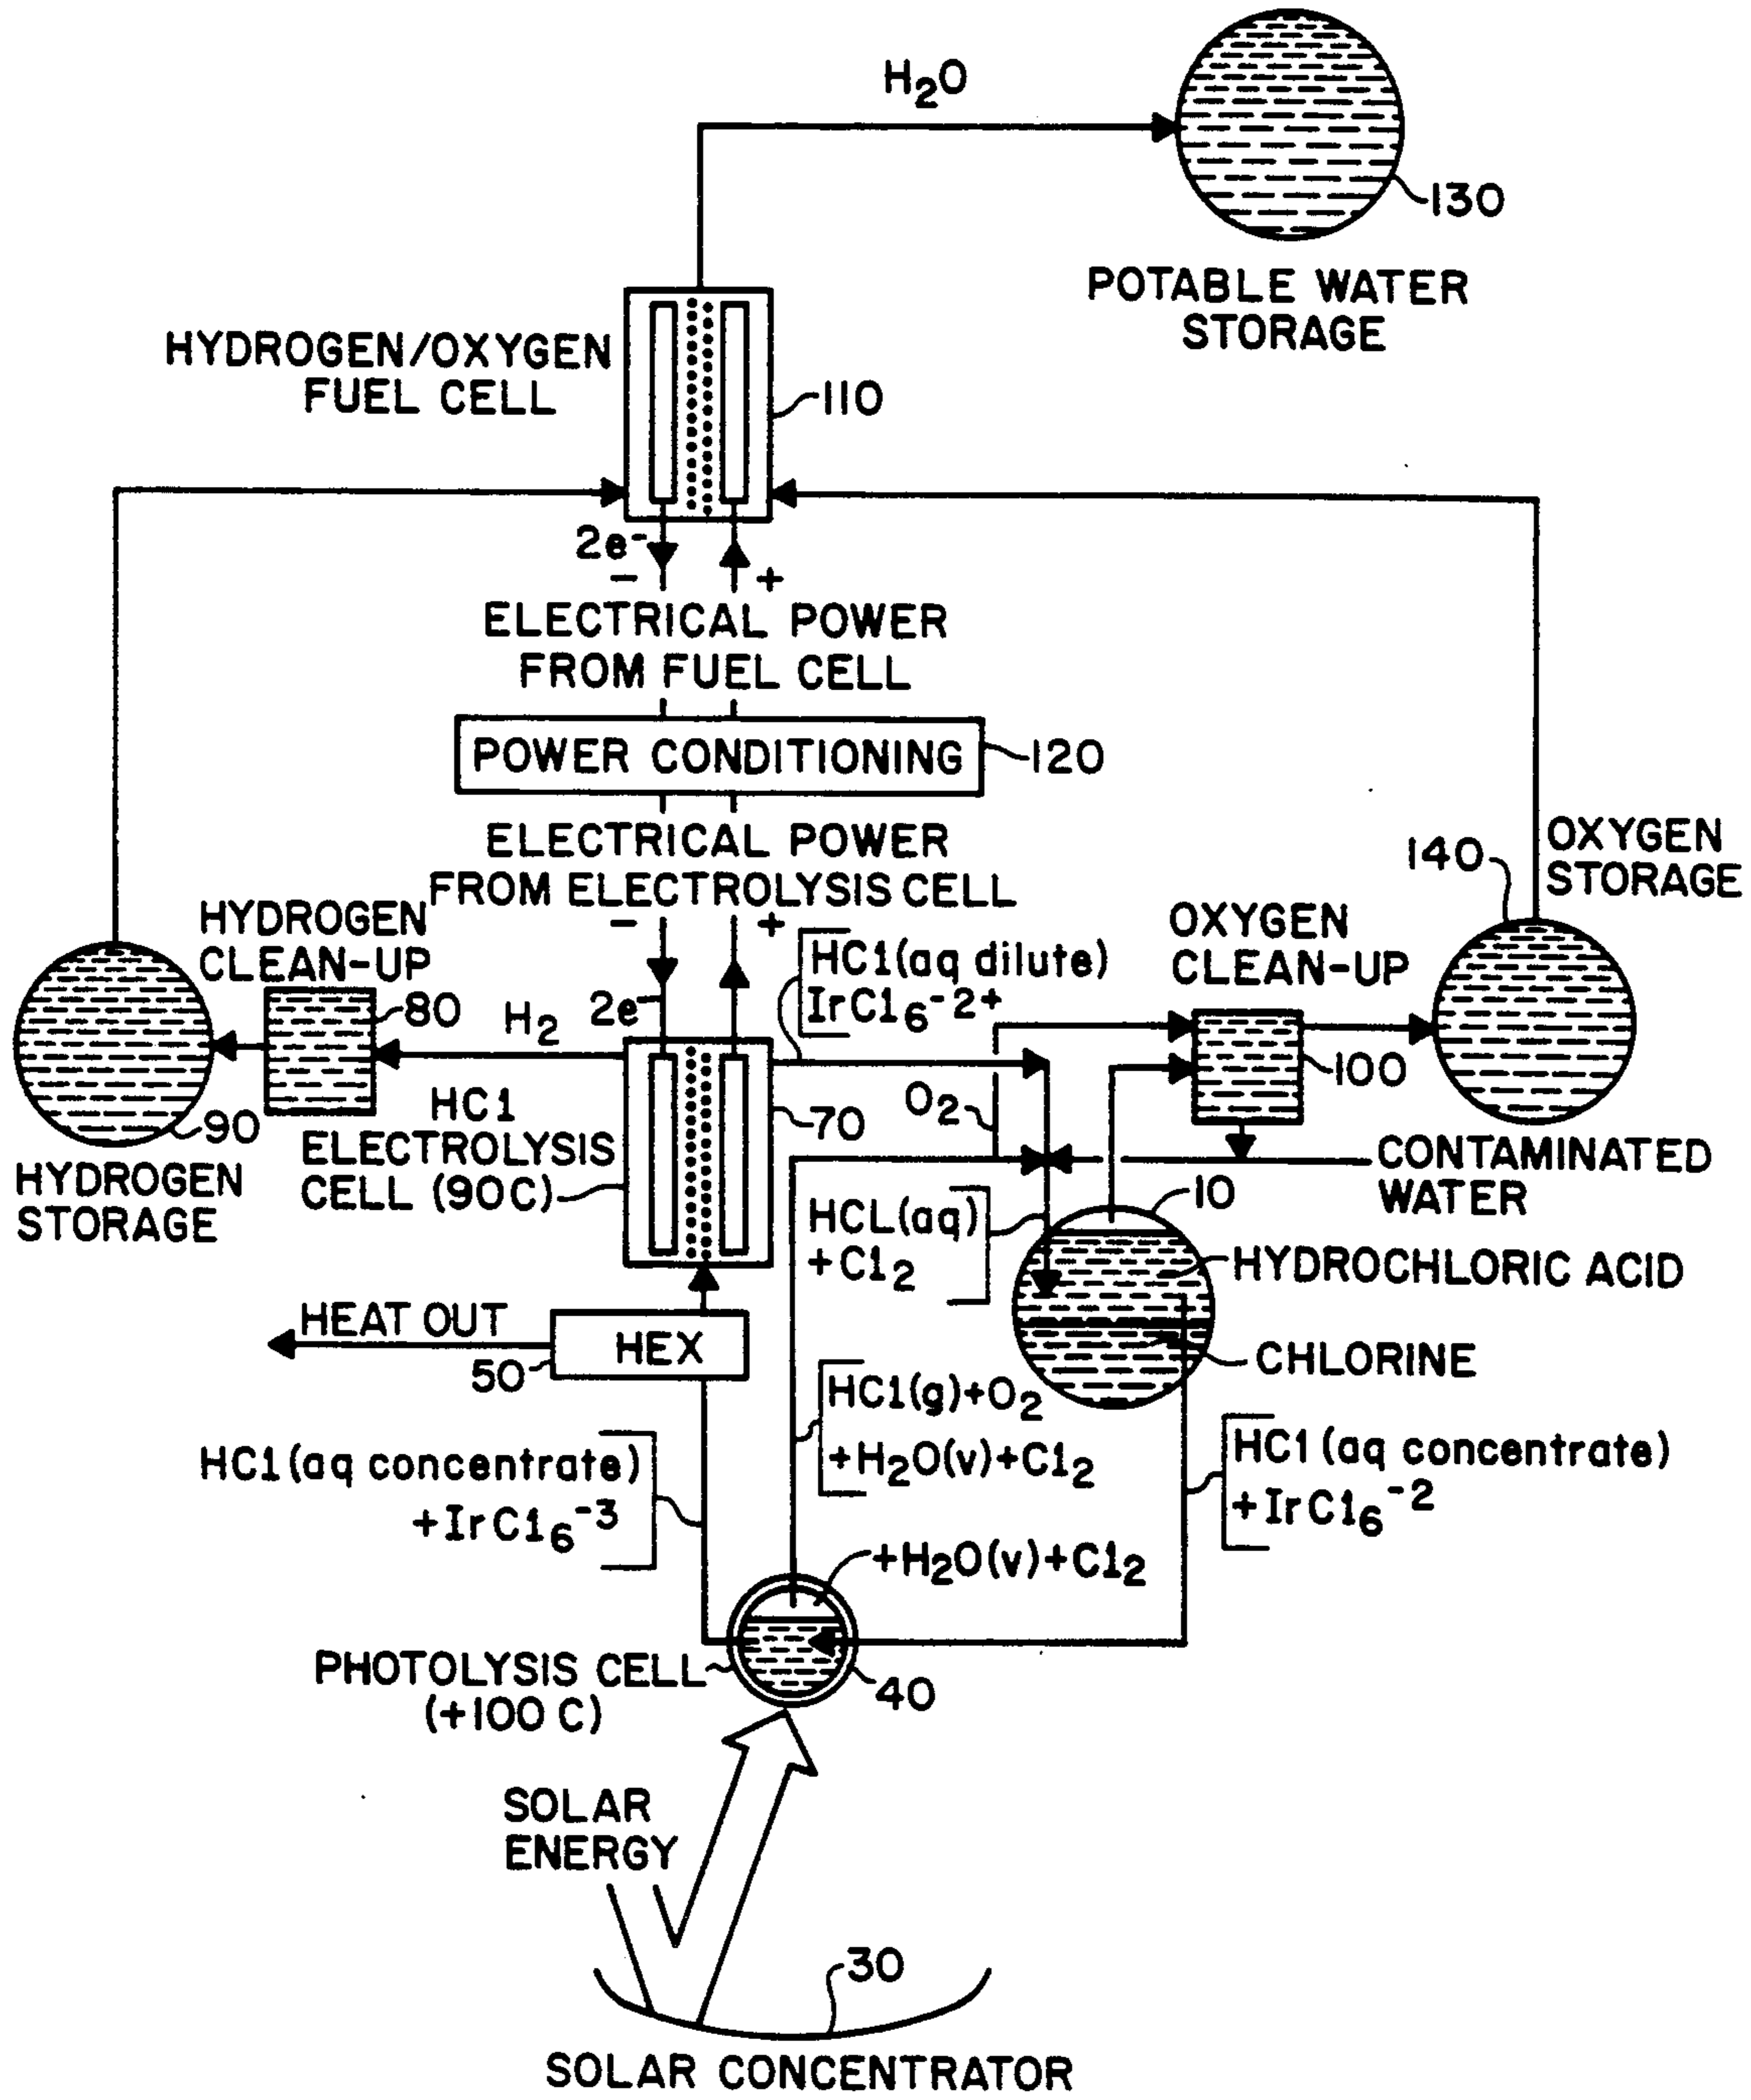 H2O
130
POTABLE WATER
STORAGE
HYDROGEN/OXYGEN
FUEL CELL
110
2e-
- +
ELECTRICAL POWER
FROM FUEL CELL
POWER CONDITIONING
120
ELECTRICAL POWER
FROM ELECTROLYSIS CELL
- +
2e-
HYDROGEN
CLEAN-UP
80
H2
90
HYDROGEN
STORAGE
HC1
ELECTROLYSIS
CELL (90C)
70
HC1(aq dilute)
IrC16-2+
O2
OXYGEN
CLEAN-UP
100
140
OXYGEN
STORAGE
CONTAMINATED
WATER
10
HCL(aq)
+C12
HYDROCHLORIC ACID
CHLORINE
HEAT OUT
HEX
50
HC1(g)+O2
+H2O(v)+C12
HC1(aq concentrate)
+IrC16-3
HC1(aq concentrate)
+IrC16-2
+H2O(v)+C12
PHOTOLYSIS CELL
(+100 C)
40
SOLAR
ENERGY
30
SOLAR CONCENTRATOR